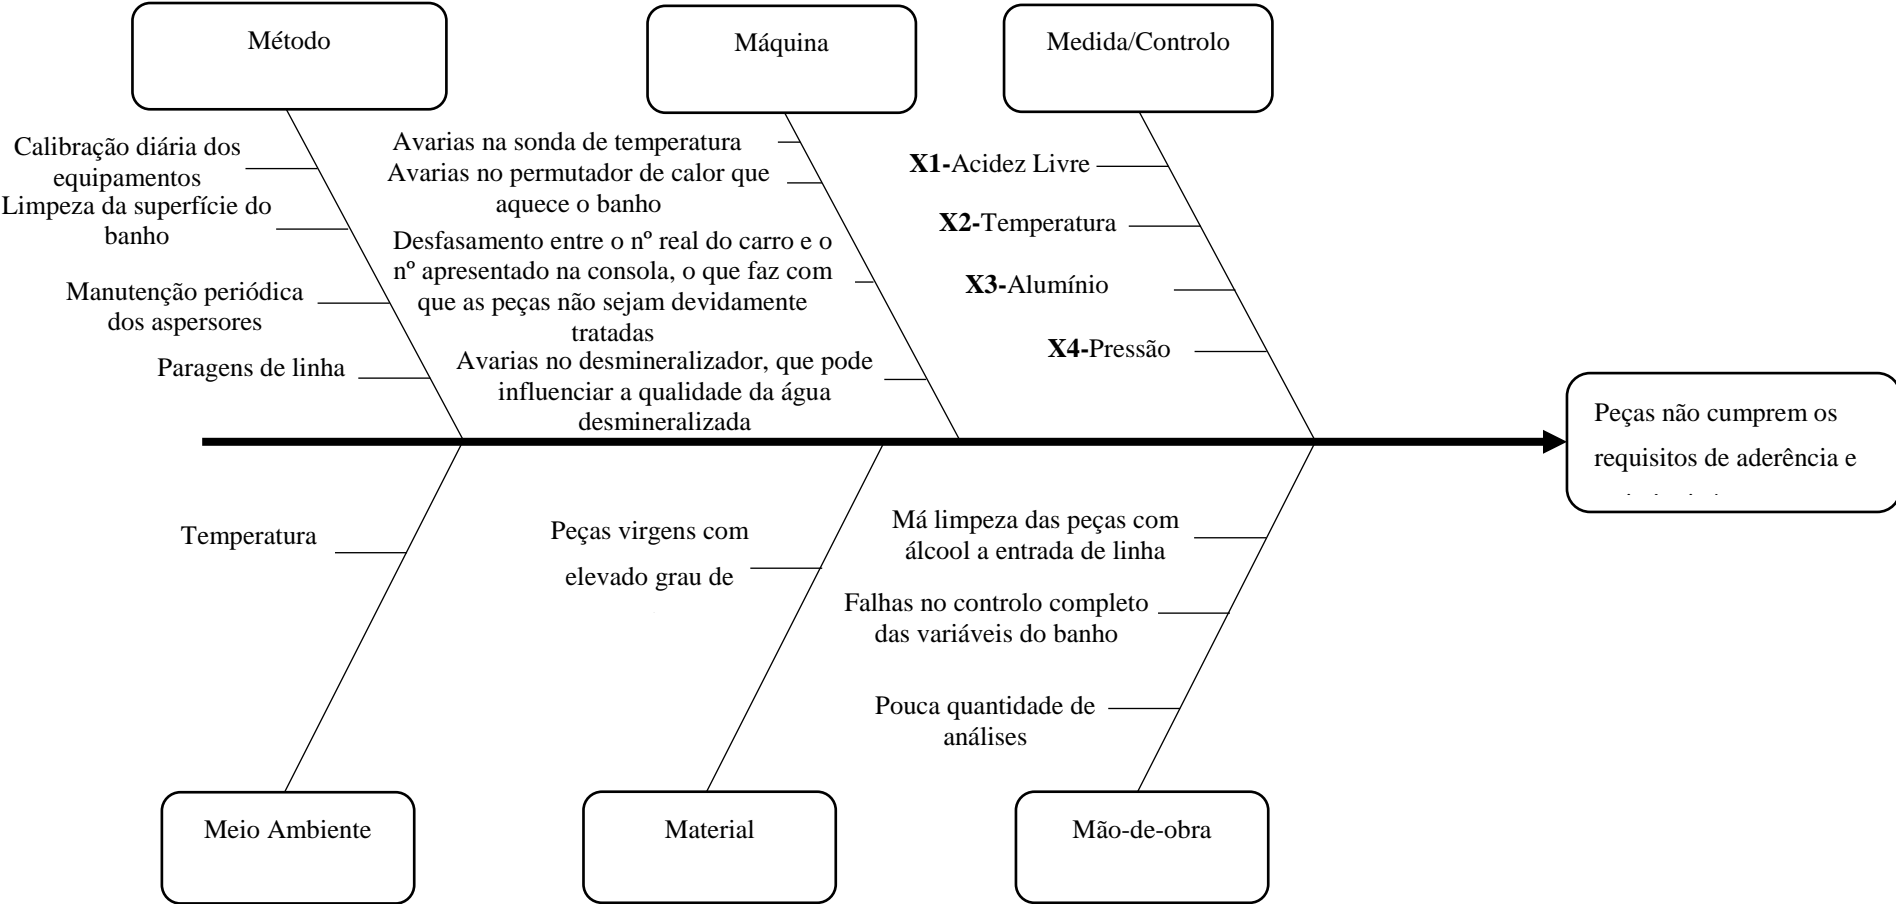 Método
Máquina
Medida/Controlo
Calibração diária dos
equipamentos
Limpeza da superfície do
banho
Manutenção periódica
dos aspersores
Paragens de linha
Avarias na sonda de temperatura
Avarias no permutador de calor que
aquece o banho
Desfasamento entre o nº real do carro e o
nº apresentado na consola, o que faz com
que as peças não sejam devidamente
tratadas
Avarias no desmineralizador, que pode
influenciar a qualidade da água
desmineralizada
X1-Acidez Livre
X2-Temperatura
X3-Alumínio
X4-Pressão
Peças não cumprem os
requisitos de aderência e
Temperatura
Peças virgens com
elevado grau de
Má limpeza das peças com
álcool a entrada de linha
Falhas no controlo completo
das variáveis do banho
Pouca quantidade de
análises
Meio Ambiente
Material
Mão-de-obra